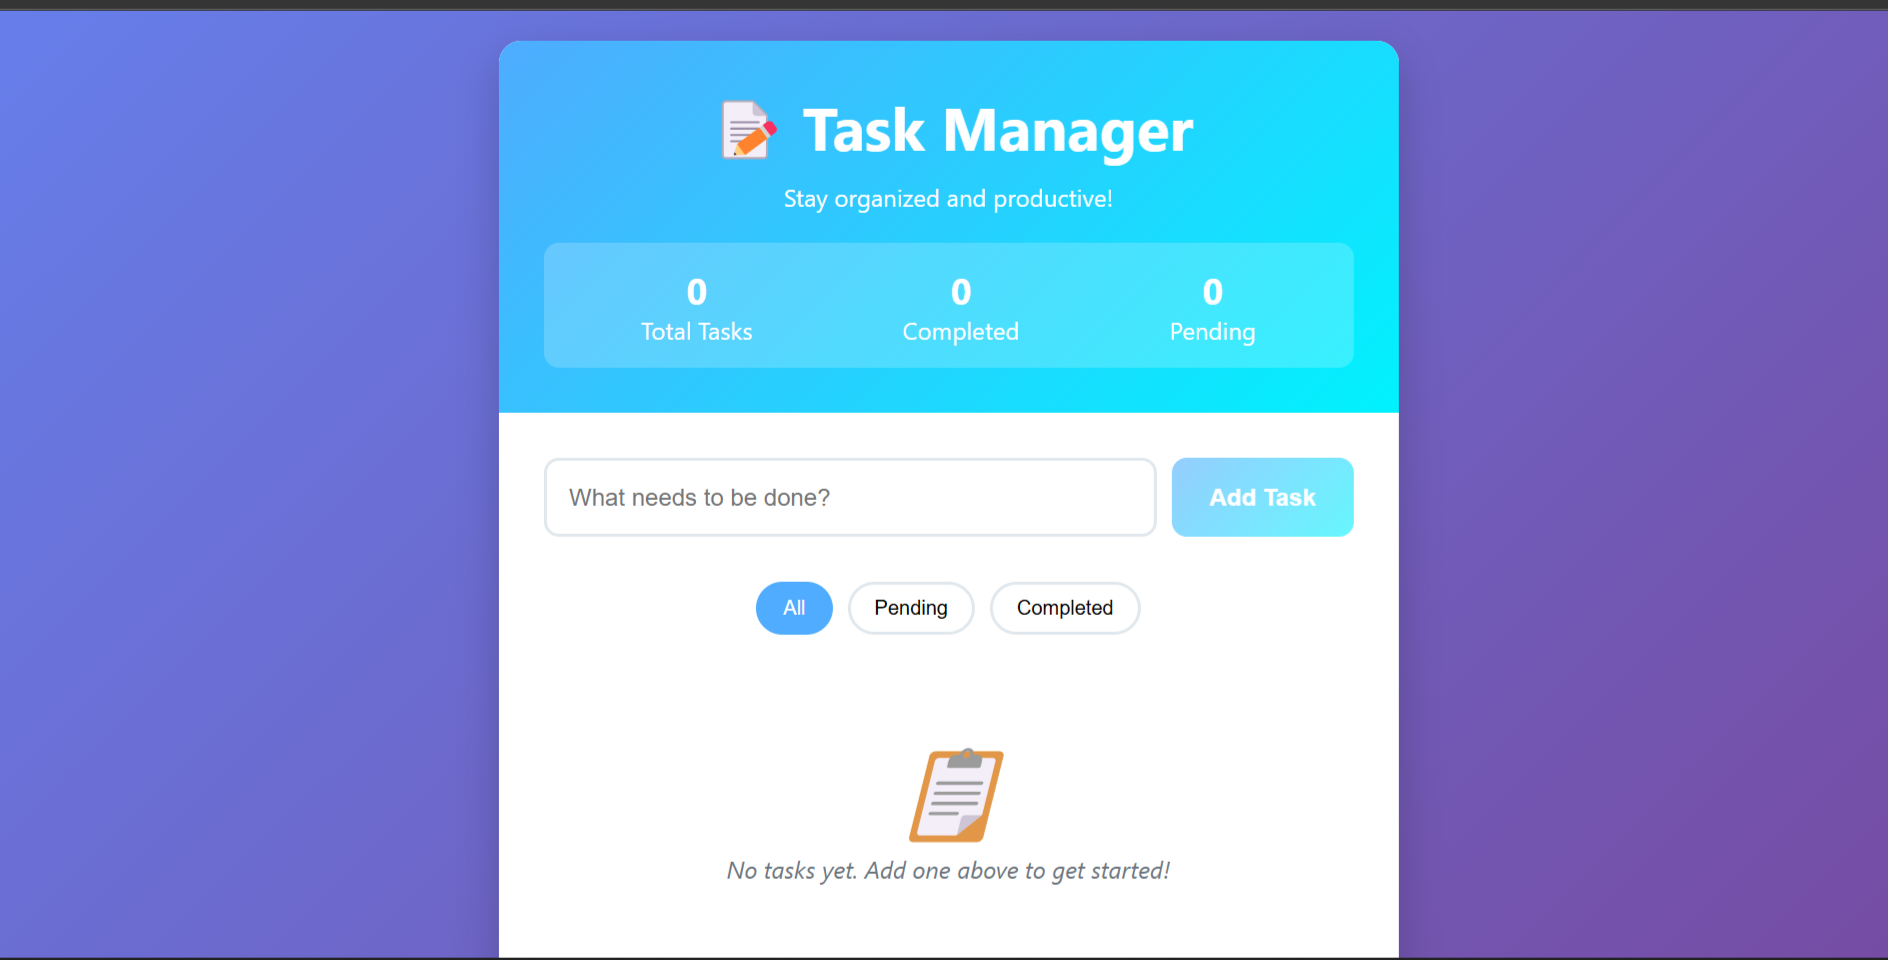 Task Manager
Stay organized and productive!
0 0 0
Total Tasks Completed Pending
What needs to be done? Add Task
All Pending Completed
No tasks yet. Add one above to get started!